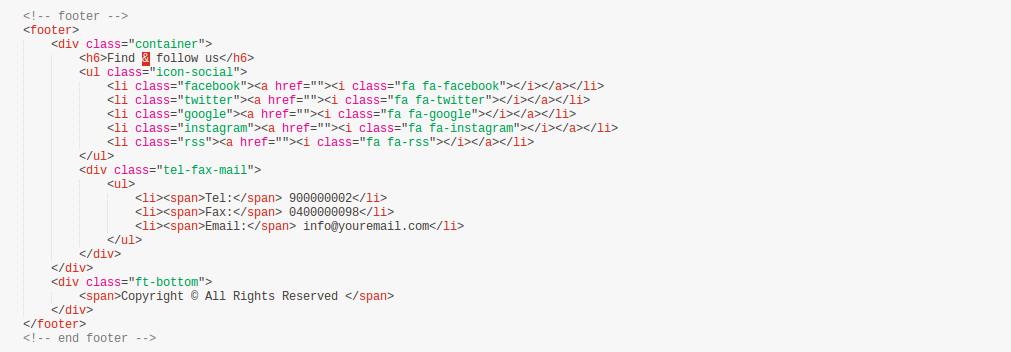 <!-- footer -->
<footer>
<div class="container">
<h6>Find & follow us</h6>
<ul class="icon-social">
<li class="facebook"><a href=""><i class="fa fa-facebook"></i></a></li>
<li class="twitter"><a href=""><i class="fa fa-twitter"></i></a></li>
<li class="google"><a href=""><i class="fa fa-google"></i></a></li>
<li class="instagram"><a href=""><i class="fa fa-instagram"></i></a></li>
<li class="rss"><a href=""><i class="fa fa-rss"></i></a></li>
</ul>
<div class="tel-fax-mail">
<ul>
<li><span>Tel:</span> 900000002</li>
<li><span>Fax:</span> 0400000098</li>
<li><span>Email:</span> info@youremail.com</li>
</ul>
</div>
</div>
<div class="ft-bottom">
<span>Copyright © All Rights Reserved </span>
</div>
</footer>
<!-- end footer -->